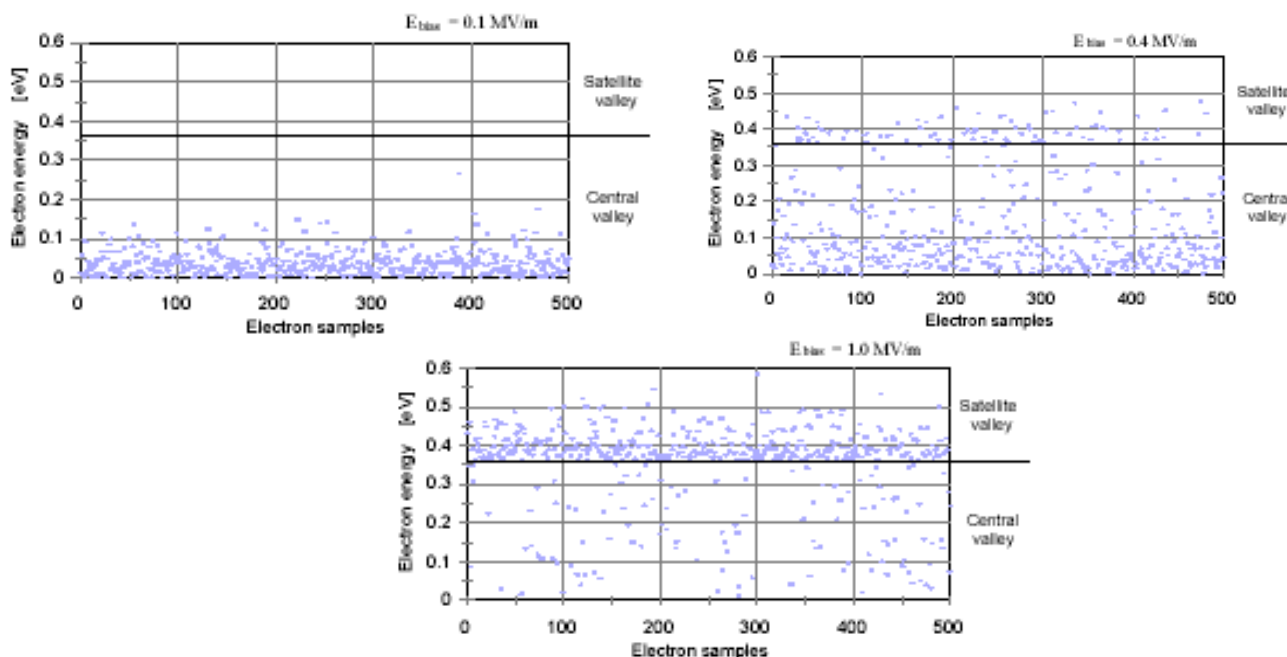 E bias = 0.1 MV/m
0.6
0.5
0.4
0.3
0.2
0.1
0
Electron energy [eV]
Satellite
valley
Central
valley
0 100 200 300 400 500
Electron samples
E bias = 0.4 MV/m
0.6
0.5
0.4
0.3
0.2
0.1
0
Electron energy [eV]
Satellite
valley
Central
valley
0 100 200 300 400 500
Electron samples
E bias = 1.0 MV/m
0.6
0.5
0.4
0.3
0.2
0.1
0
Electron energy [eV]
Satellite
valley
Central
valley
0 100 200 300 400 500
Electron samples